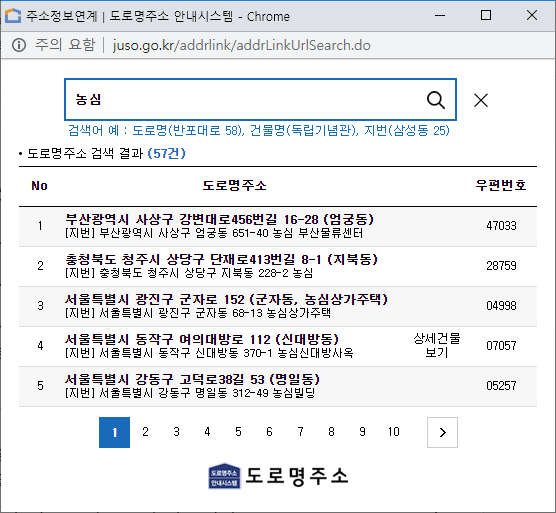 주소정보연계 | 도로명주소 안내시스템 - Chrome
주의 요함 | juso.go.kr/addrlink/addrLinkUrlSearch.do
농심
검색어 예 : 도로명(반포대로 58), 건물명(독립기념관), 지번(삼성동 25)
• 도로명주소 검색 결과 (57건)
No 도로명주소 우편번호
1 부산광역시 사상구 강변대로456번길 16-28 (엄궁동) 47033
[지번] 부산광역시 사상구 엄궁동 651-40 농심 부산물류센터
2 충청북도 청주시 상당구 단재로413번길 8-1 (지북동) 28759
[지번] 충청북도 청주시 상당구 지북동 228-2 농심
3 서울특별시 광진구 군자로 152 (군자동, 농심상가주택) 04998
[지번] 서울특별시 광진구 군자동 68-13 농심상가주택
4 서울특별시 동작구 여의대방로 112 (신대방동) 상세건물 보기 07057
[지번] 서울특별시 동작구 신대방동 370-1 농심신대방사옥
5 서울특별시 강동구 고덕로38길 53 (명일동) 05257
[지번] 서울특별시 강동구 명일동 312-49 농심빌딩
1 2 3 4 5 6 7 8 9 10 >
도로명주소 안내시스템 도로명주소